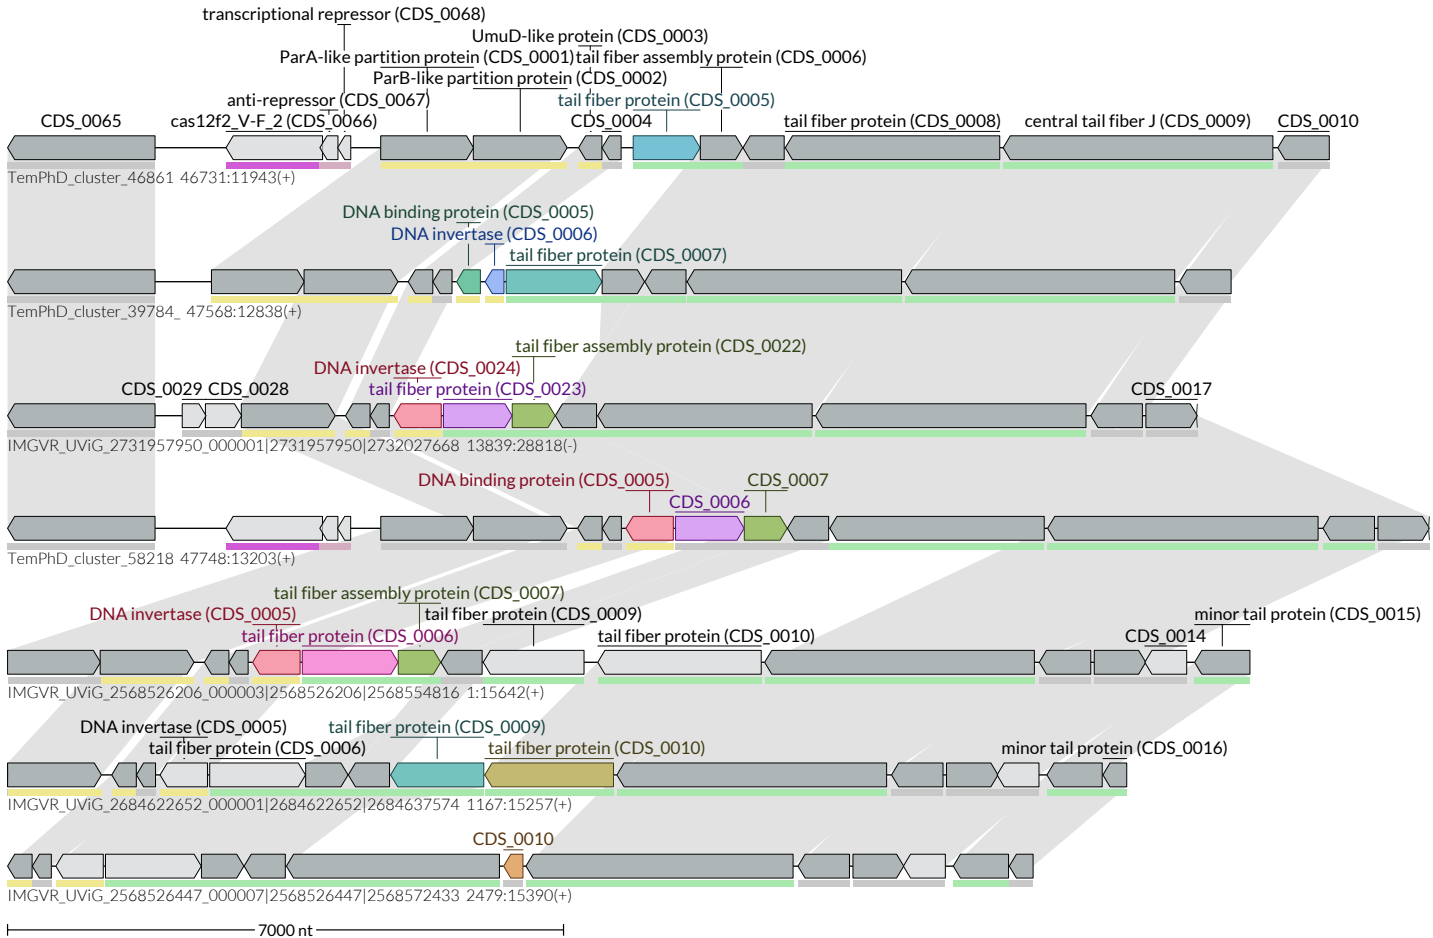 transcriptional repressor (CDS_0068)
UmuD-like protein (CDS_0003)
ParA-like partition protein (CDS_0001) tail fiber assembly protein (CDS_0006)
ParB-like partition protein (CDS_0002)
anti-repressor (CDS_0067) tail fiber protein (CDS_0005)
CDS_0065 cas12f2_V-F_2 (CDS_0066) CDS_0004 tail fiber protein (CDS_0008) central tail fiber J (CDS_0009) CDS_0010
TemPhD_cluster_46861 46731:11943(+)
DNA binding protein (CDS_0005)
DNA invertase (CDS_0006)
tail fiber protein (CDS_0007)
TemPhD_cluster_39784_ 47568:12838(+)
tail fiber assembly protein (CDS_0022)
DNA invertase (CDS_0024)
CDS_0029 CDS_0028 tail fiber protein (CDS_0023) CDS_0017
IMGVR_UViG_2731957950_000001|2731957950|2732027668 13839:28818(-)
DNA binding protein (CDS_0005) CDS_0007
CDS_0006
TemPhD_cluster_58218 47748:13203(+)
tail fiber assembly protein (CDS_0007)
DNA invertase (CDS_0005) tail fiber protein (CDS_0009) minor tail protein (CDS_0015)
tail fiber protein (CDS_0006) tail fiber protein (CDS_0010) CDS_0014
IMGVR_UViG_2568526206_000003|2568526206|2568554816 1:15642(+)
DNA invertase (CDS_0005) tail fiber protein (CDS_0009)
tail fiber protein (CDS_0006) tail fiber protein (CDS_0010) minor tail protein (CDS_0016)
IMGVR_UViG_2684622652_000001|2684622652|2684637574 1167:15257(+)
CDS_0010
IMGVR_UViG_2568526447_000007|2568526447|2568572433 2479:15390(+)
7000 nt